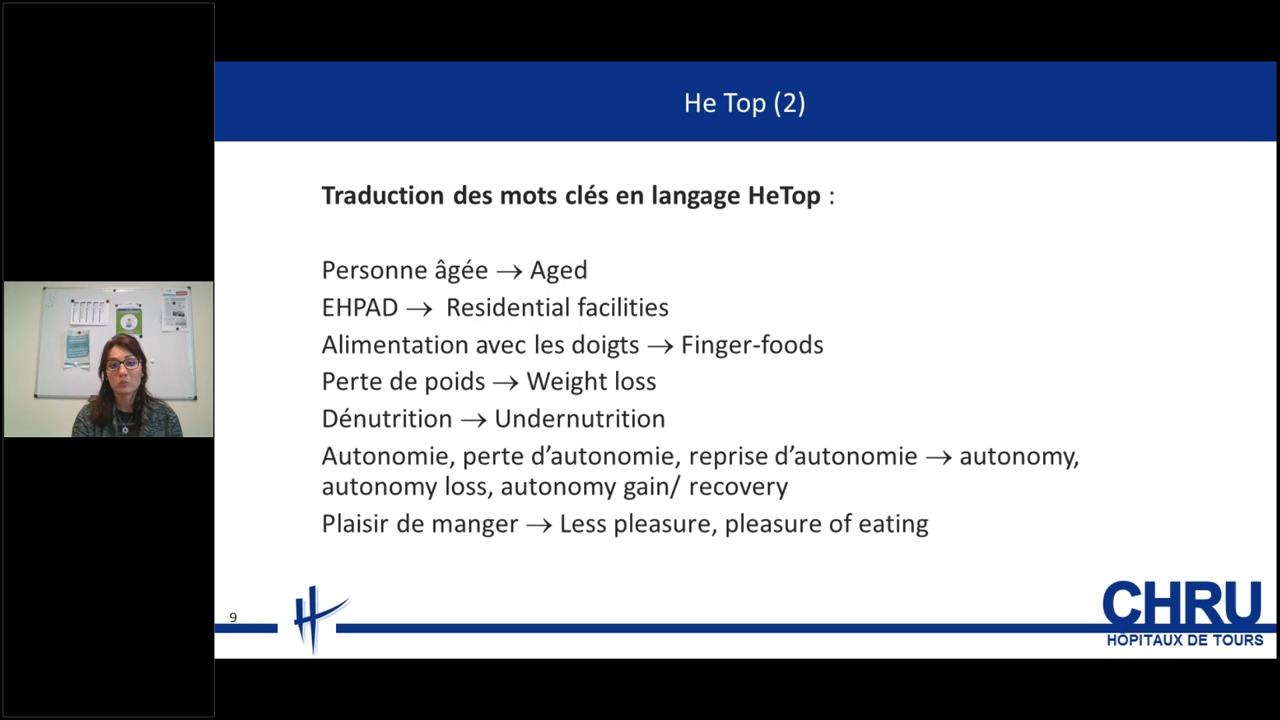 He Top (2)
Traduction des mots clés en langage HeTop :
Personne âgée → Aged
EHPAD → Residential facilities
Alimentation avec les doigts → Finger-foods
Perte de poids → Weight loss
Dénutrition → Undernutrition
Autonomie, perte d’autonomie, reprise d’autonomie → autonomy,
autonomy loss, autonomy gain/ recovery
Plaisir de manger → Less pleasure, pleasure of eating
9
CHRU
HÔPITAUX DE TOURS